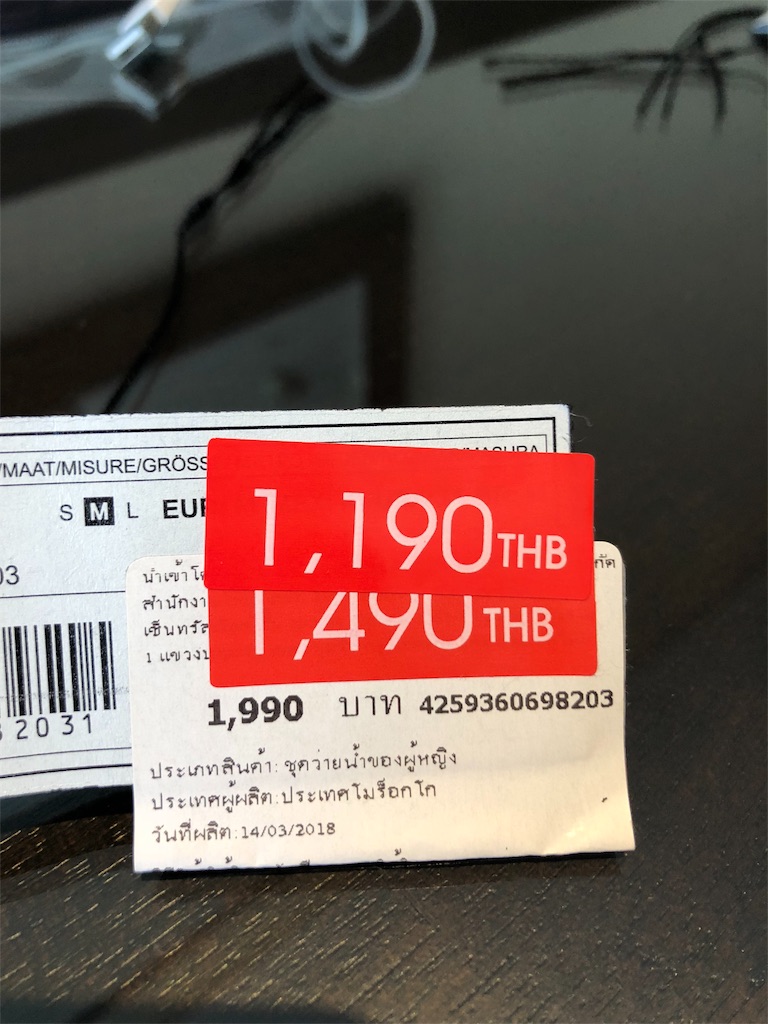 /MAAT/MISURE/GRÖSS
S M L EUR
1,190 THB
03
นำเข้าโด
สำนักงา
1,490 THB
เซ็นทรัล
1 แขวงป
1,990 บาท 4259360698203
2031
ประเภทสินค้า: ชุดว่ายน้ำของผู้หญิง
ประเทศผู้ผลิต:ประเทศโมร็อกโก
วันที่ผลิต:14/03/2018